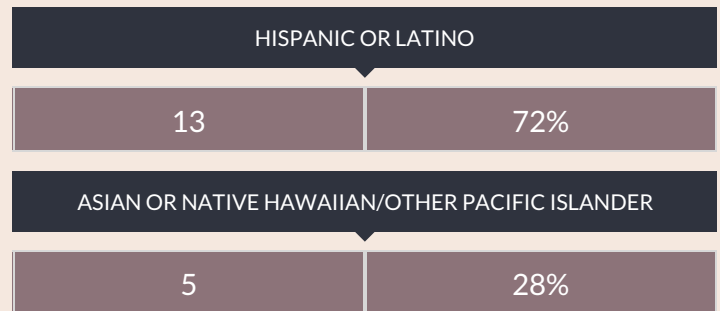 HISPANIC OR LATINO
13 72%
ASIAN OR NATIVE HAWAIIAN/OTHER PACIFIC ISLANDER
5 28%